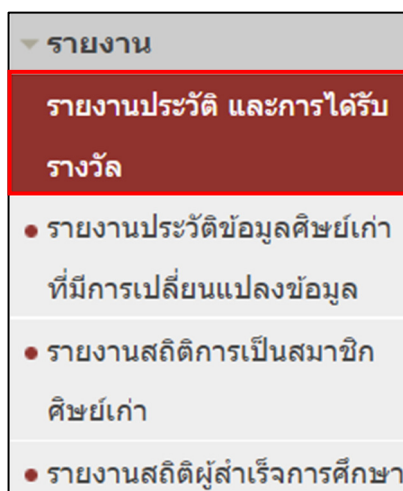 รายงาน
รายงานประวัติ และการได้รับ
รางวัล
รายงานประวัติข้อมูลศิษย์เก่า
ที่มีการเปลี่ยนแปลงข้อมูล
รายงานสถิติการเป็นสมาชิก
ศิษย์เก่า
รายงานสถิติผู้สำเร็จการศึกษา